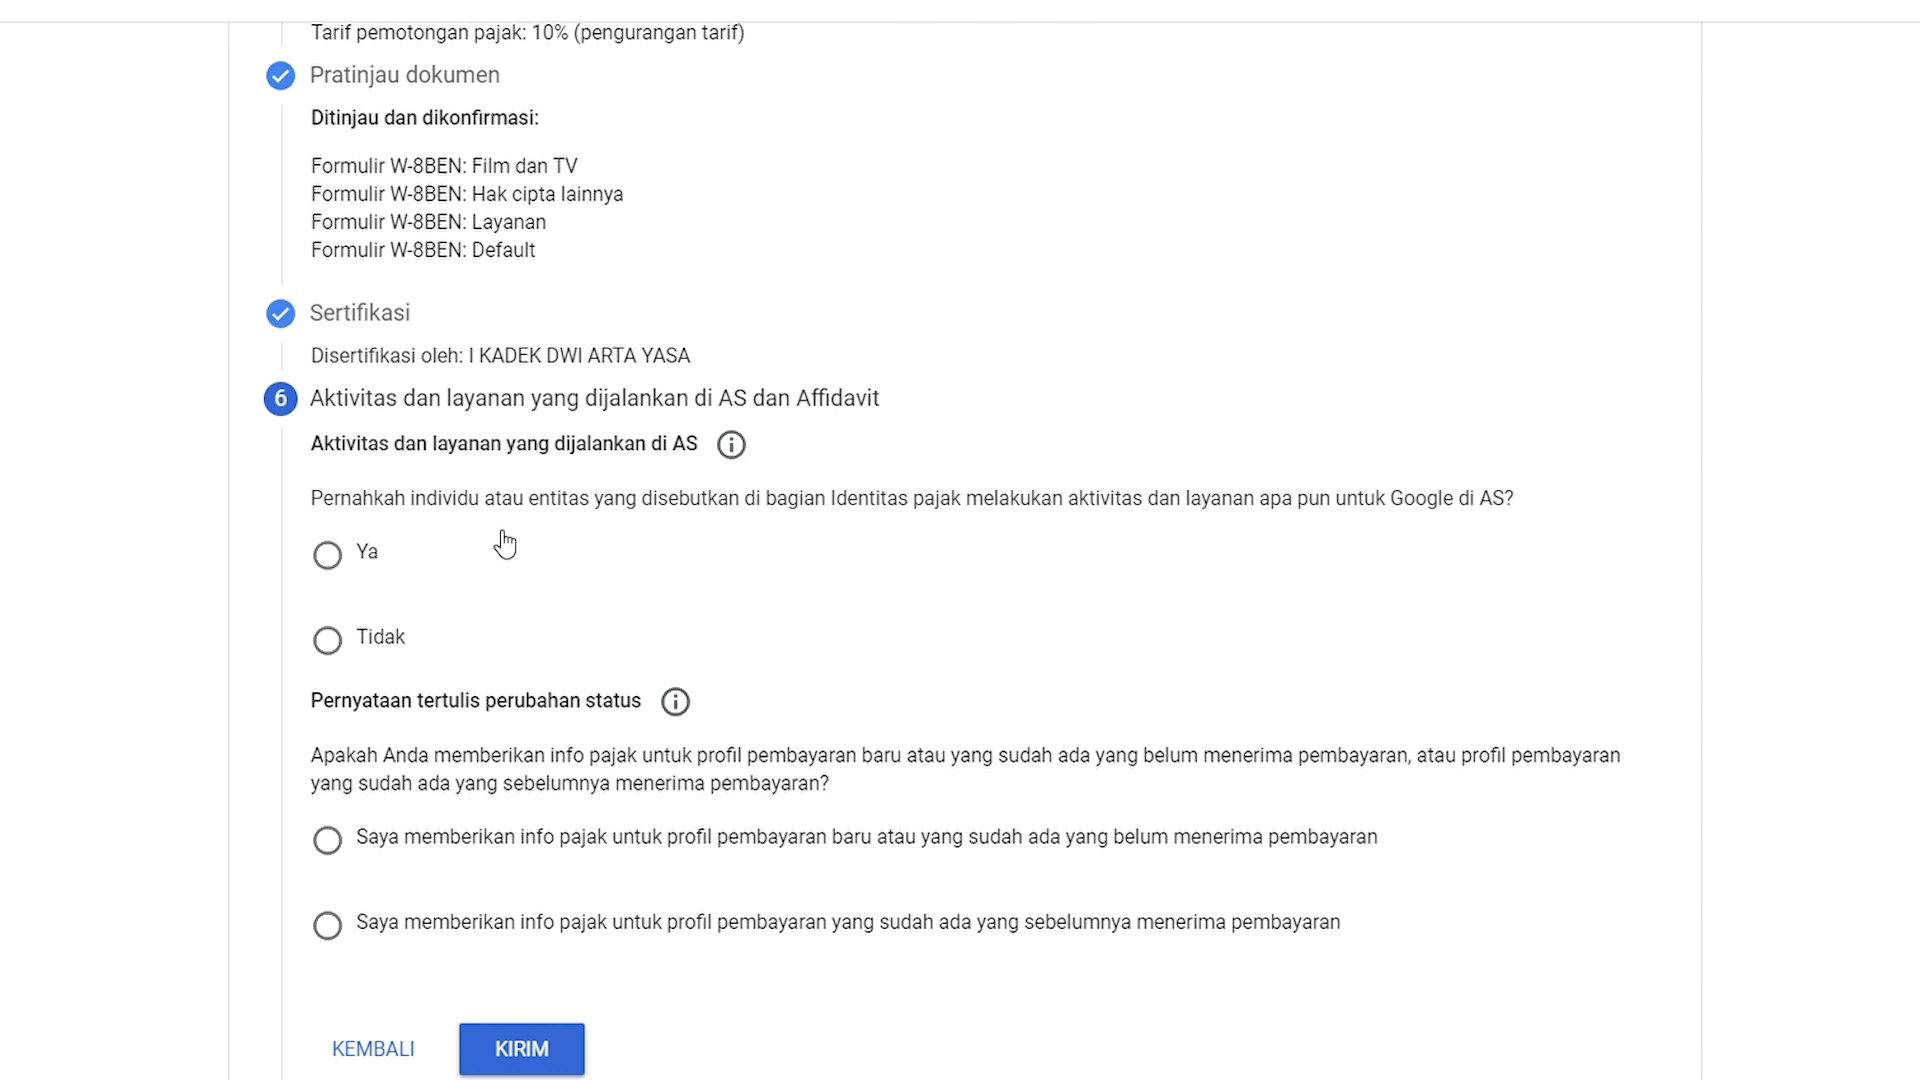 Tarif pemotongan pajak: 10% (pengurangan tarif)
Pratinjau dokumen
Ditinjau dan dikonfirmasi:
Formulir W-8BEN: Film dan TV
Formulir W-8BEN: Hak cipta lainnya
Formulir W-8BEN: Layanan
Formulir W-8BEN: Default
Sertifikasi
Disertifikasi oleh: I KADEK DWI ARTA YASA
6 Aktivitas dan layanan yang dijalankan di AS dan Affidavit
Aktivitas dan layanan yang dijalankan di AS
Pernahkah individu atau entitas yang disebutkan di bagian Identitas pajak melakukan aktivitas dan layanan apa pun untuk Google di AS?
Ya
Tidak
Pernyataan tertulis perubahan status
Apakah Anda memberikan info pajak untuk profil pembayaran baru atau yang sudah ada yang belum menerima pembayaran, atau profil pembayaran
yang sudah ada yang sebelumnya menerima pembayaran?
Saya memberikan info pajak untuk profil pembayaran baru atau yang sudah ada yang belum menerima pembayaran
Saya memberikan info pajak untuk profil pembayaran yang sudah ada yang sebelumnya menerima pembayaran
KEMBALI KIRIM